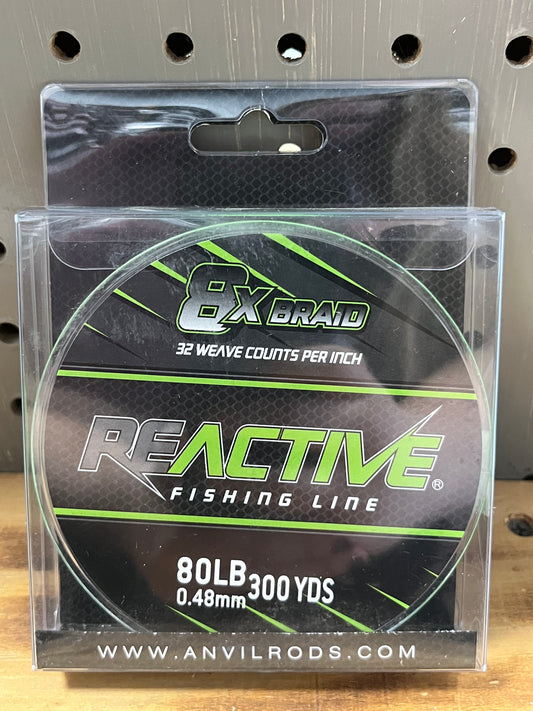 8X BRAID
32 WEAVE COUNTS PER INCH
REACTIVE®
FISHING LINE
80LB 300 YDS
0.48mm
WWW.ANVILRODS.COM